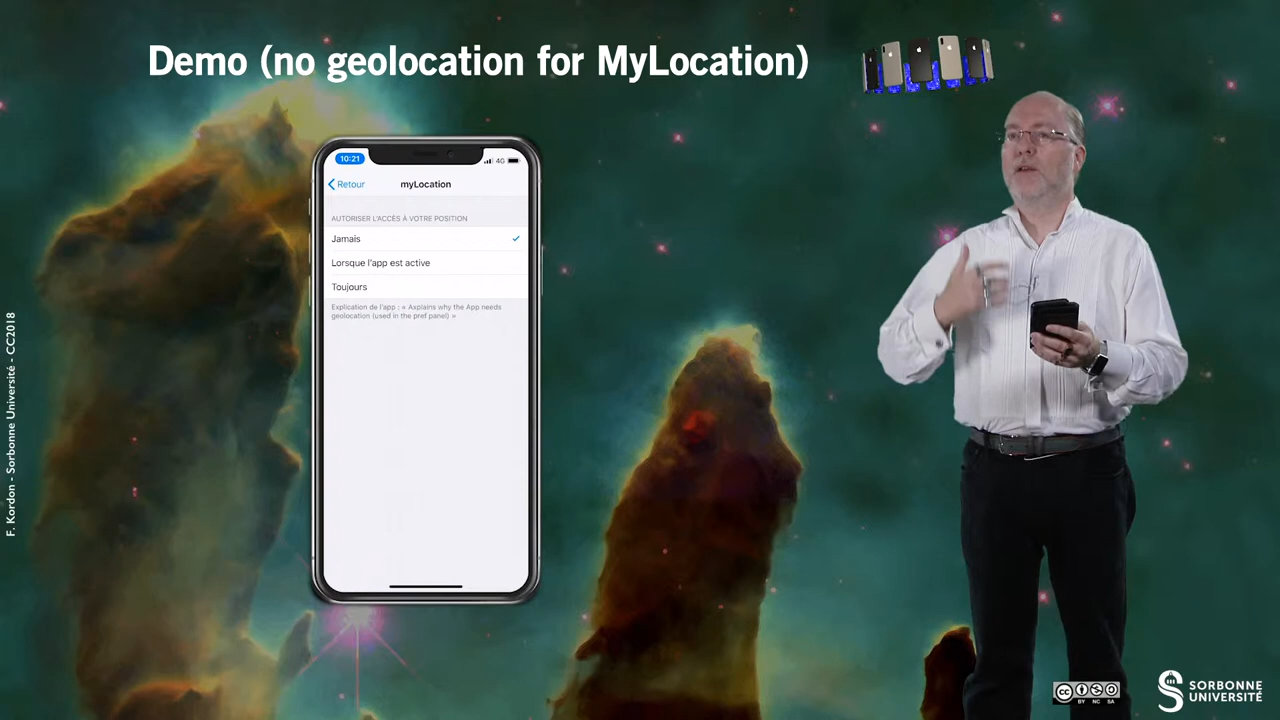 Demo (no geolocation for MyLocation)
10:21
4G
Retour
myLocation
AUTORISER L'ACCÈS À VOTRE POSITION
Jamais
Lorsque l'app est active
Toujours
Explication de l'app : « Axplains why the App needs
geolocation (used in the pref panel) »
F. Kordon - Sorbonne Université - CC2018
CC
BY NC SA
SORBONNE
UNIVERSITÉ